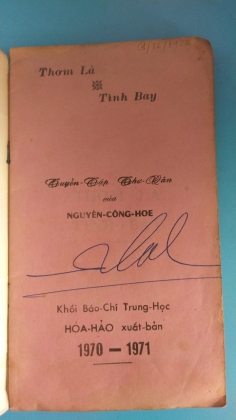 Thơm Lá
Tình Bay
Tuyển-Tập Thơ-Văn
của
NGUYỄN-CÔNG-HOE
Khối Báo-Chí Trung-Học
HÒA-HẢO xuất-bản
1970 — 1971